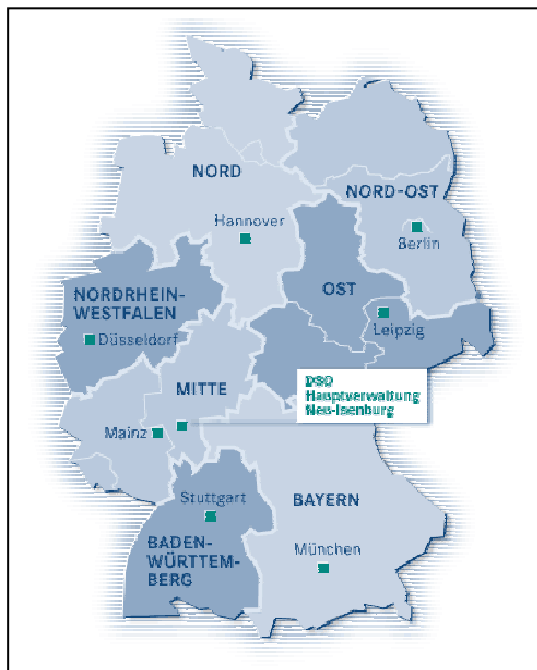 NORD
NORD-OST
Hannover
Berlin
NORDRHEIN-
WESTFALEN
OST
Düsseldorf
Leipzig
MITTE
DSO
Hauptverwaltung
Neu-Isenburg
Mainz
Stuttgart
BAYERN
BADEN-
WÜRTTEM-
BERG
München